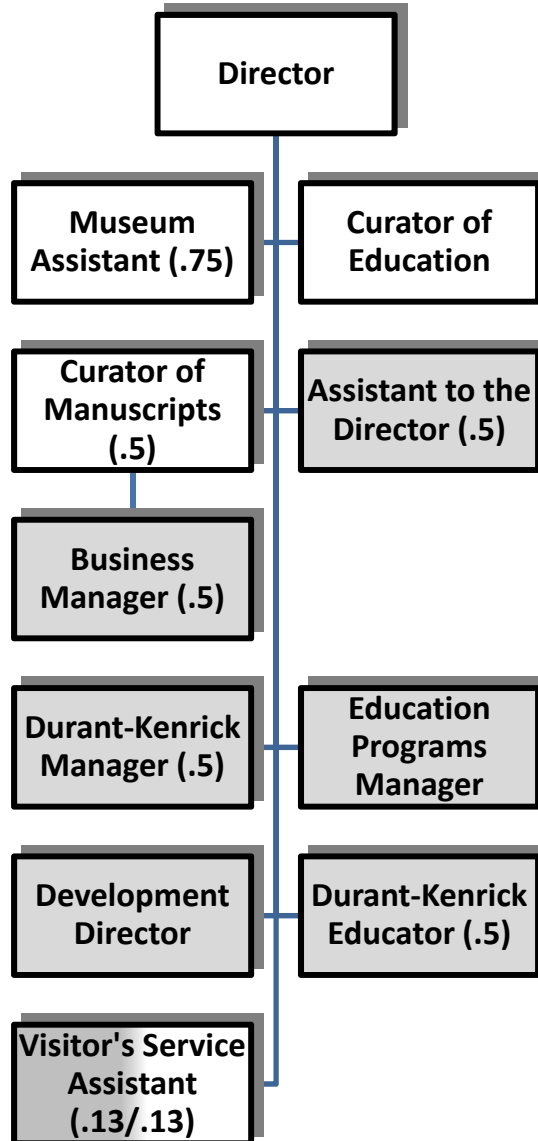 Director
Museum
Assistant (.75)
Curator of
Education
Curator of
Manuscripts
(.5)
Assistant to the
Director (.5)
Business
Manager (.5)
Durant-Kenrick
Manager (.5)
Education
Programs
Manager
Development
Director
Durant-Kenrick
Educator (.5)
Visitor's Service
Assistant
(.13/.13)